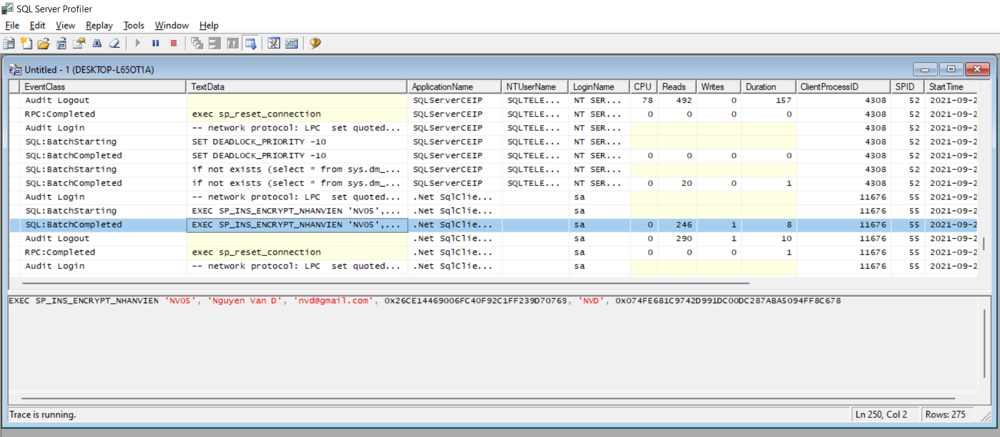 SQL Server Profiler
File Edit View Replay Tools Window Help
Untitled - 1 (DESKTOP-L65OT1A)
EventClass TextData ApplicationName NTUserName LoginName CPU Reads Writes Duration ClientProcessID SPID StartTime
Audit Logout SQLServerCEIP SQLTELE... NT SER... 78 492 0 157 4308 52 2021-09-2
RPC:Completed exec sp_reset_connection SQLServerCEIP SQLTELE... NT SER... 0 0 0 0 4308 52 2021-09-2
Audit Login -- network protocol: LPC set quoted... SQLServerCEIP SQLTELE... NT SER... 4308 52 2021-09-2
SQL:BatchStarting SET DEADLOCK_PRIORITY -10 SQLServerCEIP SQLTELE... NT SER... 4308 52 2021-09-2
SQL:BatchCompleted SET DEADLOCK_PRIORITY -10 SQLServerCEIP SQLTELE... NT SER... 0 0 0 0 4308 52 2021-09-2
SQL:BatchStarting if not exists (select * from sys.dm_... SQLServerCEIP SQLTELE... NT SER... 4308 52 2021-09-2
SQL:BatchCompleted if not exists (select * from sys.dm_... SQLServerCEIP SQLTELE... NT SER... 0 20 0 1 4308 52 2021-09-2
Audit Login -- network protocol: LPC set quoted... .Net SqlClie... sa 11676 55 2021-09-2
SQL:BatchStarting EXEC SP_INS_ENCRYPT_NHANVIEN 'NV05',... .Net SqlClie... sa 11676 55 2021-09-2
SQL:BatchCompleted EXEC SP_INS_ENCRYPT_NHANVIEN 'NV05',... .Net SqlClie... sa 0 246 1 8 11676 55 2021-09-2
Audit Logout .Net SqlClie... sa 0 290 1 10 11676 55 2021-09-2
RPC:Completed exec sp_reset_connection .Net SqlClie... sa 0 0 0 1 11676 55 2021-09-2
Audit Login -- network protocol: LPC set quoted... .Net SqlClie... sa 11676 55 2021-09-2
EXEC SP_INS_ENCRYPT_NHANVIEN 'NV05', 'Nguyen Van D', 'nvd@gmail.com', 0x26CE14469006FC40F92C1FF239D70769, 'NVD', 0x074FE681C9742D991DC00DC287ABA5094FF8C678
Trace is running.
Ln 250, Col 2 Rows: 275